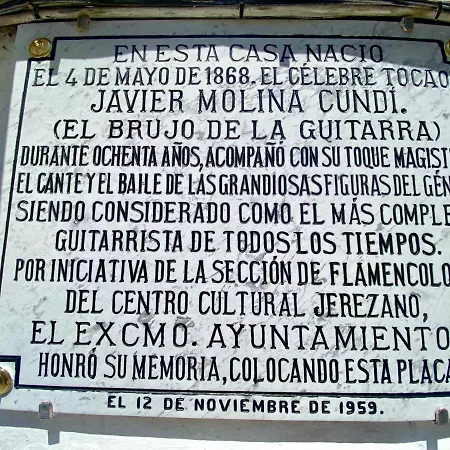 EN ESTA CASA NACIO
EL 4 DE MAYO DE 1868, EL CÉLEBRE TOCAO
JAVIER MOLINA CUNDÍ.
(EL BRUJO DE LA GUITARRA)
DURANTE OCHENTA AÑOS, ACOMPAÑÓ CON SU TOQUE MAGIST
EL CANTE Y EL BAILE DE LAS GRANDIOSAS FIGURAS DEL GÉN
SIENDO CONSIDERADO COMO EL MÁS COMPLE
GUITARRISTA DE TODOS LOS TIEMPOS.
POR INICIATIVA DE LA SECCIÓN DE FLAMENCOLO
DEL CENTRO CULTURAL JEREZANO,
EL EXCMO. AYUNTAMIENTO
HONRÓ SU MEMORIA, COLOCANDO ESTA PLACA
EL 12 DE NOVIEMBRE DE 1959.